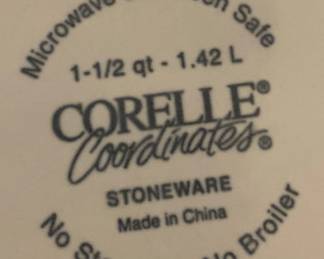 Microwave
Safe
1-1/2 qt - 1.42 L
CORELLE®
Coordinates®
STONEWARE
Made in China
No
Broiler